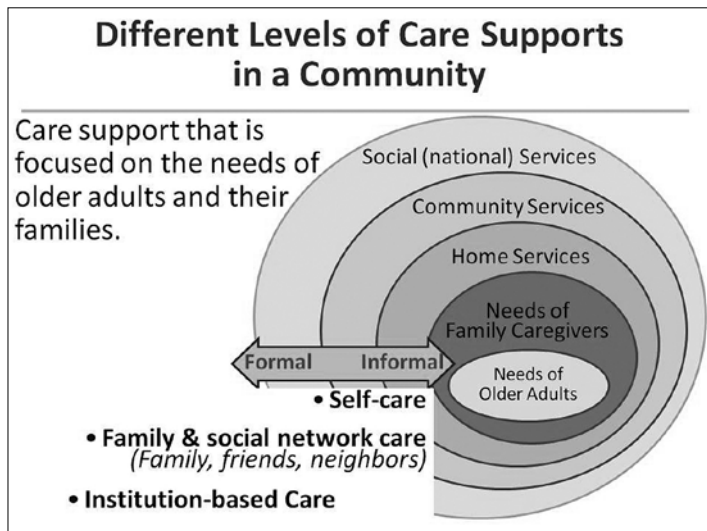 Different Levels of Care Supports
in a Community
Care support that is
focused on the needs of
older adults and their
families.
Social (national) Services
Community Services
Home Services
Needs of
Family Caregivers
Needs of
Older Adults
Formal Informal
• Self-care
• Family & social network care
(Family, friends, neighbors)
• Institution-based Care